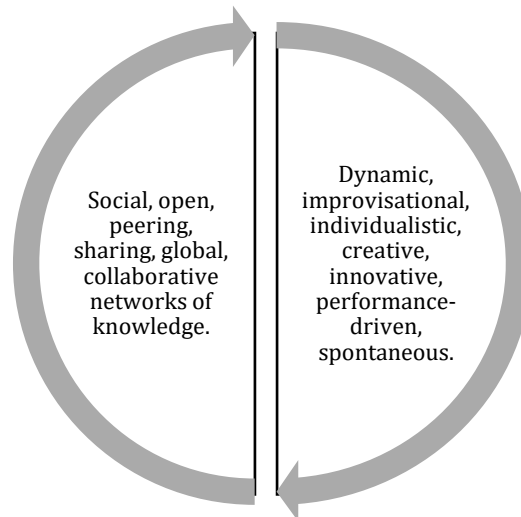 Social, open,
peering,
sharing, global,
collaborative
networks of
knowledge.
Dynamic,
improvisational,
individualistic,
creative,
innovative,
performance-
driven,
spontaneous.